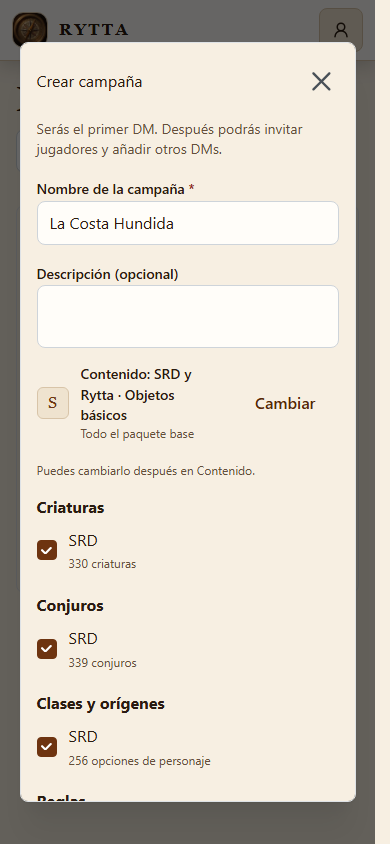 RYTTA
Crear campaña
Serás el primer DM. Después podrás invitar
jugadores y añadir otros DMs.
Nombre de la campaña *
La Costa Hundida
Descripción (opcional)
S
Contenido: SRD y
Rytta · Objetos
básicos
Todo el paquete base
Cambiar
Puedes cambiarlo después en Contenido.
Criaturas
SRD
330 criaturas
Conjuros
SRD
339 conjuros
Clases y orígenes
SRD
256 opciones de personaje
Reglas